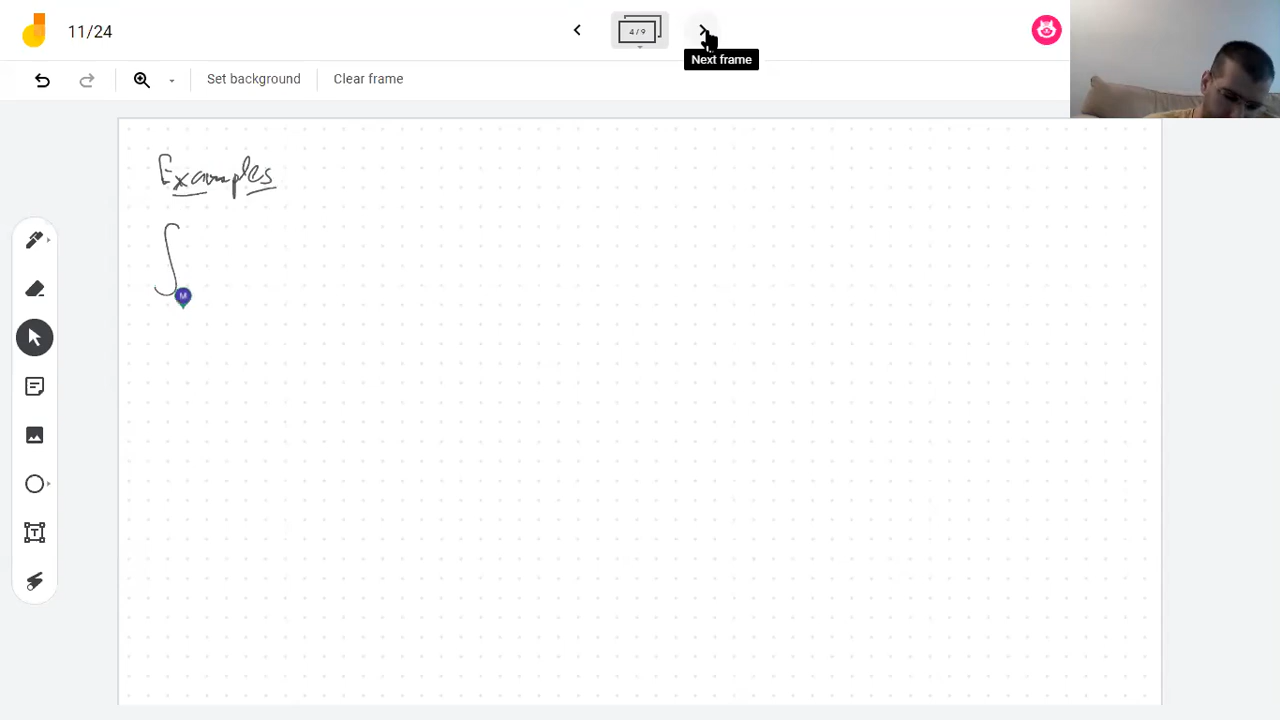 11/24
4 / 9
Next frame
Set background
Clear frame
Examples
∫
M
T